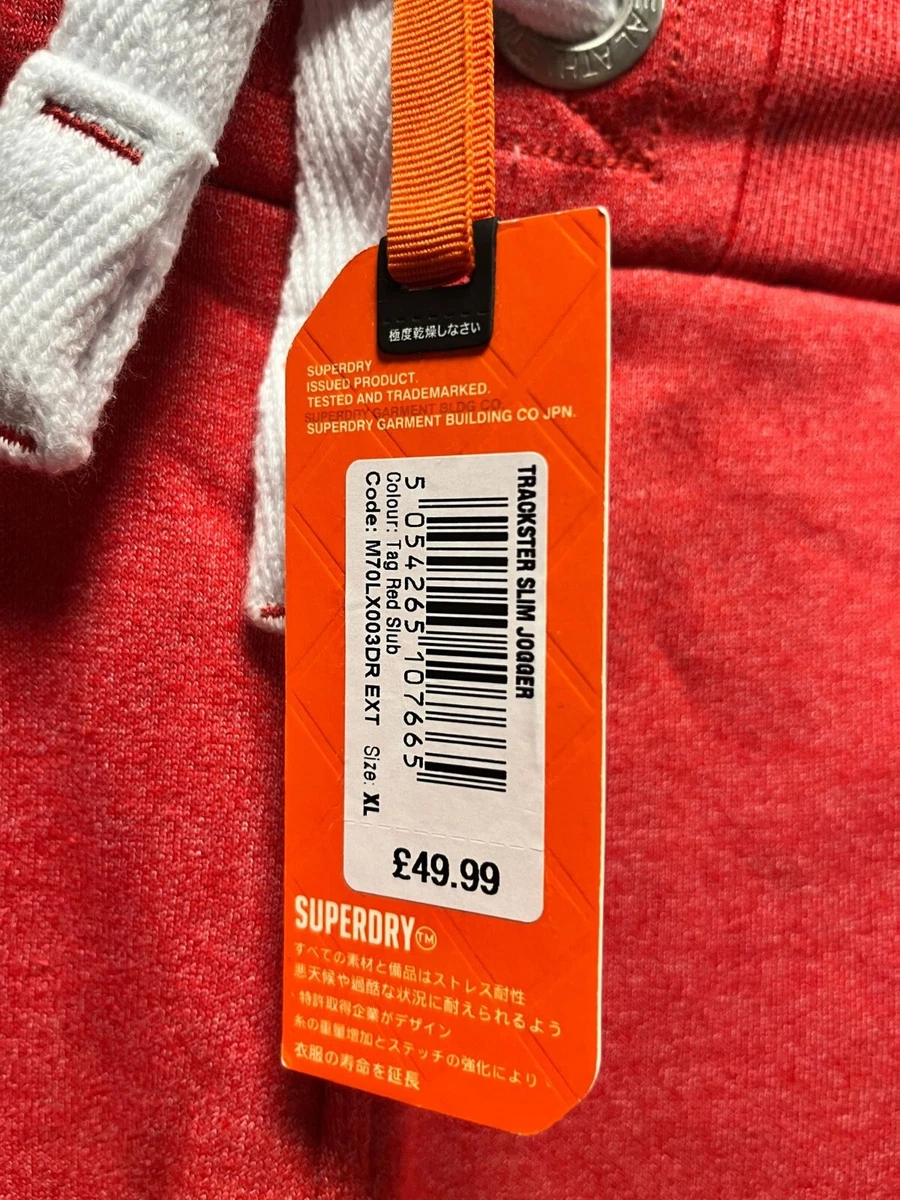 極度乾燥しなさい
SUPERDRY
ISSUED PRODUCT.
TESTED AND TRADEMARKED.
SUPERDRY GARMENT BLDG CO
SUPERDRY GARMENT BUILDING CO JPN.
TRACKSTER SLIM JOGGER
5 054265 107665
Colour: Tag Red Slub
Code: M70LX003DR EXT Size: XL
£49.99
SUPERDRY TM
すべての素材と備品はストレス耐性
悪天候や過酷な状況に耐えられるよう
・特許取得企業がデザイン
糸の重量増加とステッチの強化により・
衣服の寿命を延長